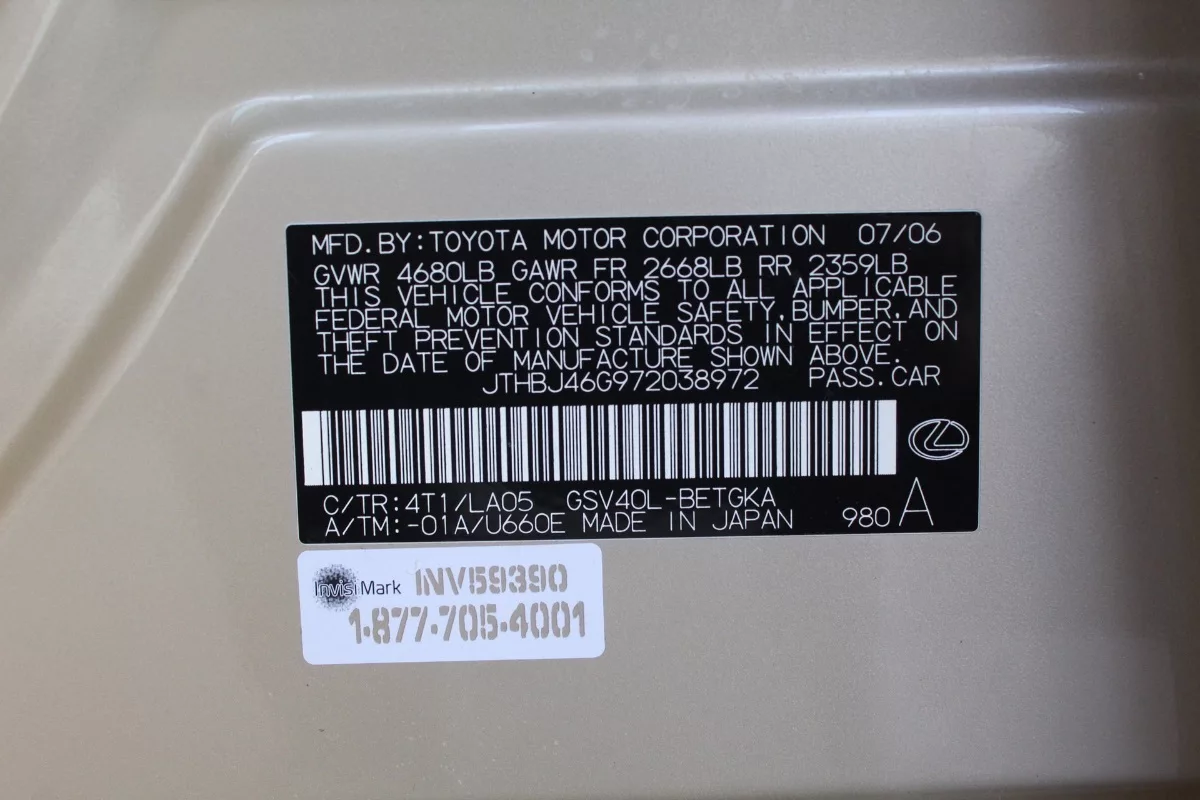 MFD.BY:TOYOTA MOTOR CORPORATION 07/06
GVWR 4680LB GAWR FR 2668LB RR 2359LB
THIS VEHICLE CONFORMS TO ALL APPLICABLE
FEDERAL MOTOR VEHICLE SAFETY,BUMPER,AND
THEFT PREVENTION STANDARDS IN EFFECT ON
THE DATE OF MANUFACTURE SHOWN ABOVE.
JTHBJ46G972038972 PASS.CAR
C/TR:4T1/LA05 GSV40L-BETGKA
A/TM:-01A/U660E MADE IN JAPAN 980 A
InvisiMark INV59390
1-877-705-4001